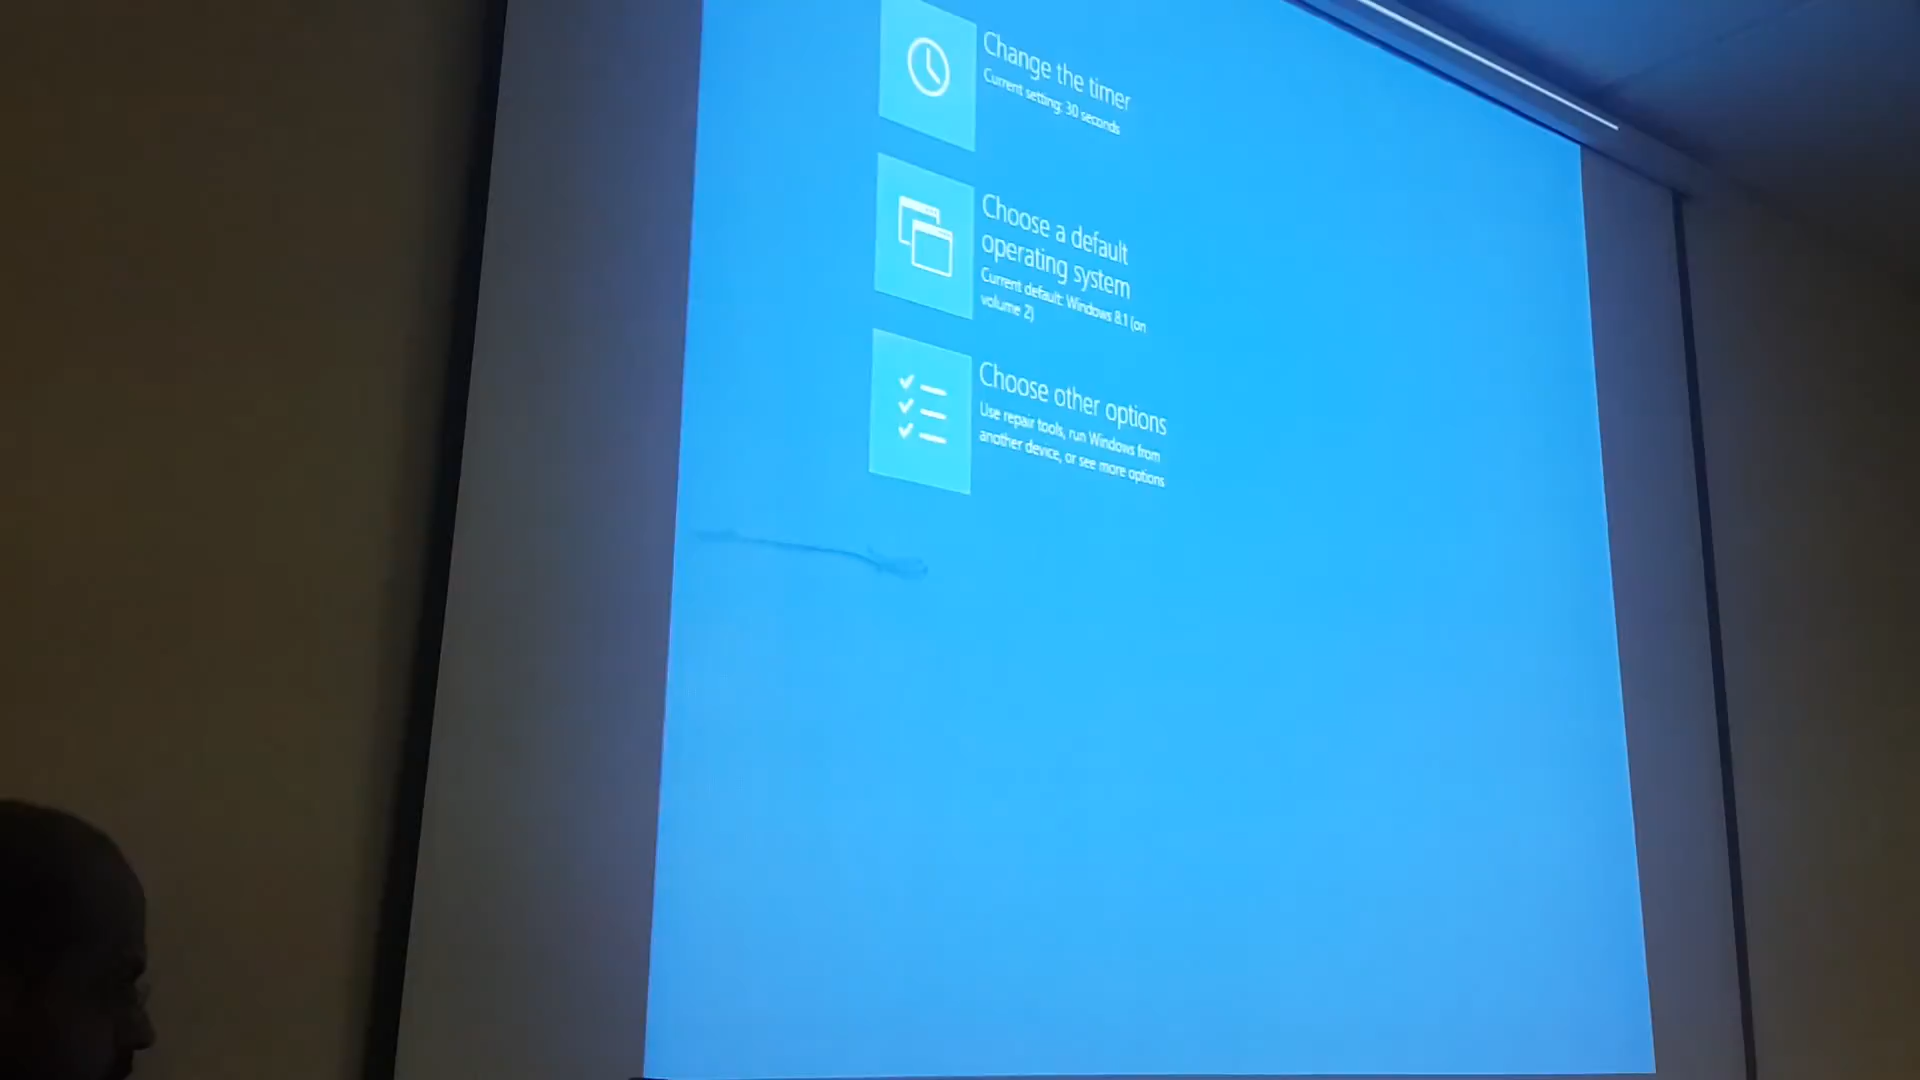 Change the timer
Current setting: 30 seconds
Choose a default
operating system
Current default: Windows 8.1 (on
volume 2)
Choose other options
Use repair tools, run Windows from
another device, or see more options